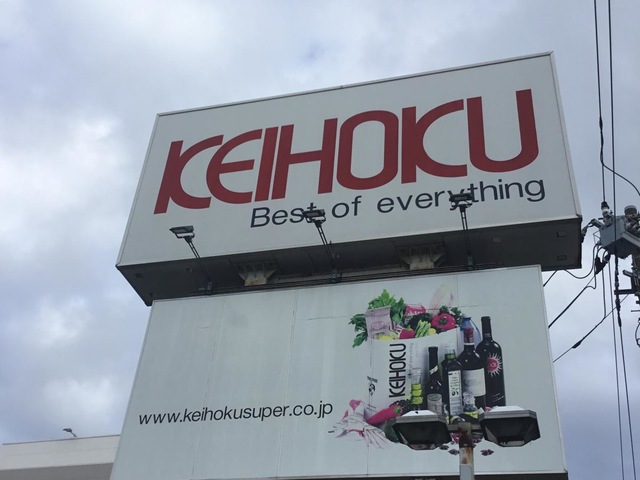 KEIHOKU
Best of everything
KEIHOKU
www.keihokusuper.co.jp